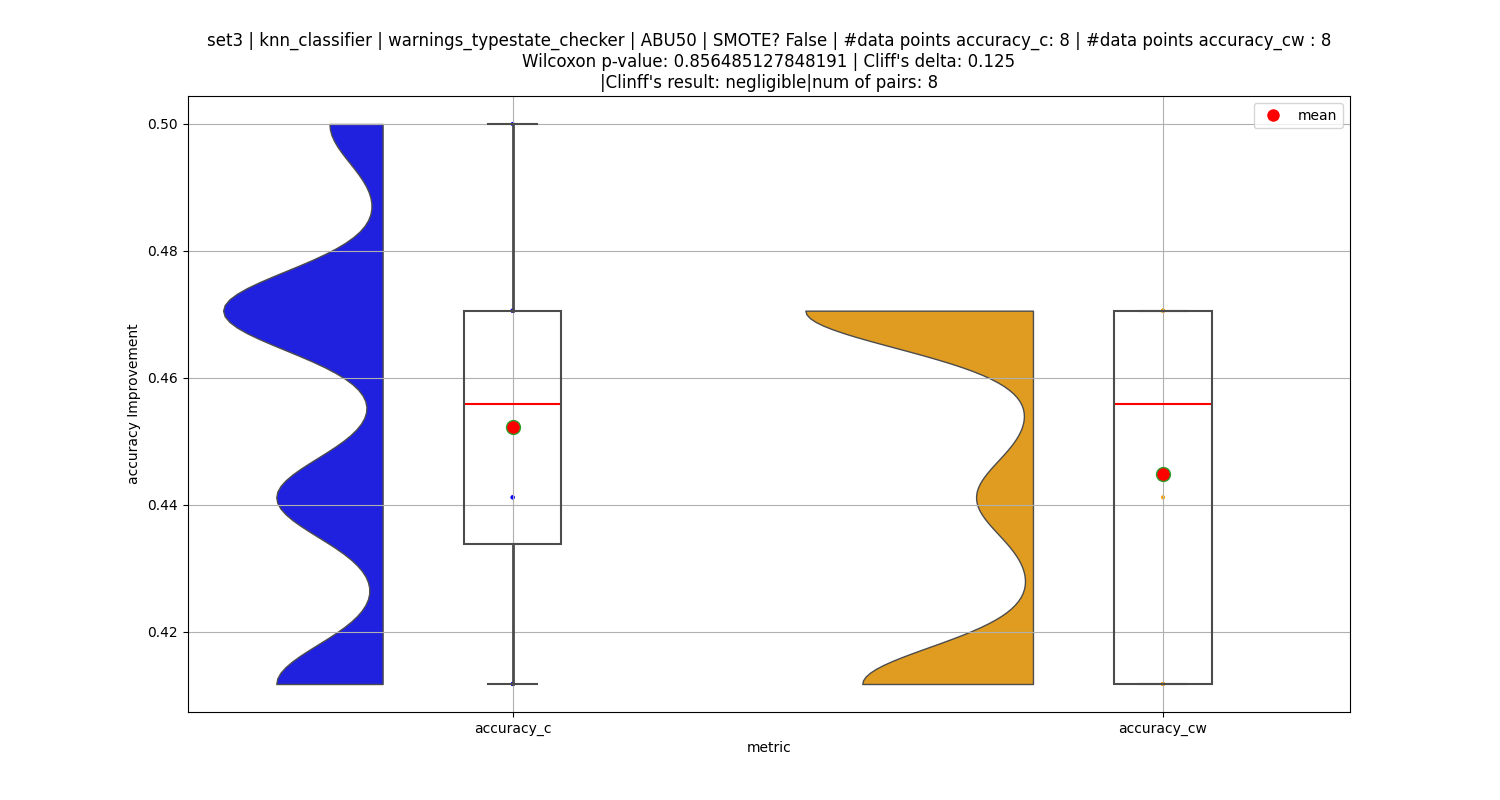 set3 | knn_classifier | warnings_typestate_checker | ABU50 | SMOTE? False | #data points accuracy_c: 8 | #data points accuracy_cw : 8
Wilcoxon p-value: 0.856485127848191 | Cliff's delta: 0.125
|Clinff's result: negligible|num of pairs: 8
mean
0.50
0.48
0.46
0.44
0.42
accuracy Improvement
accuracy_c
accuracy_cw
metric